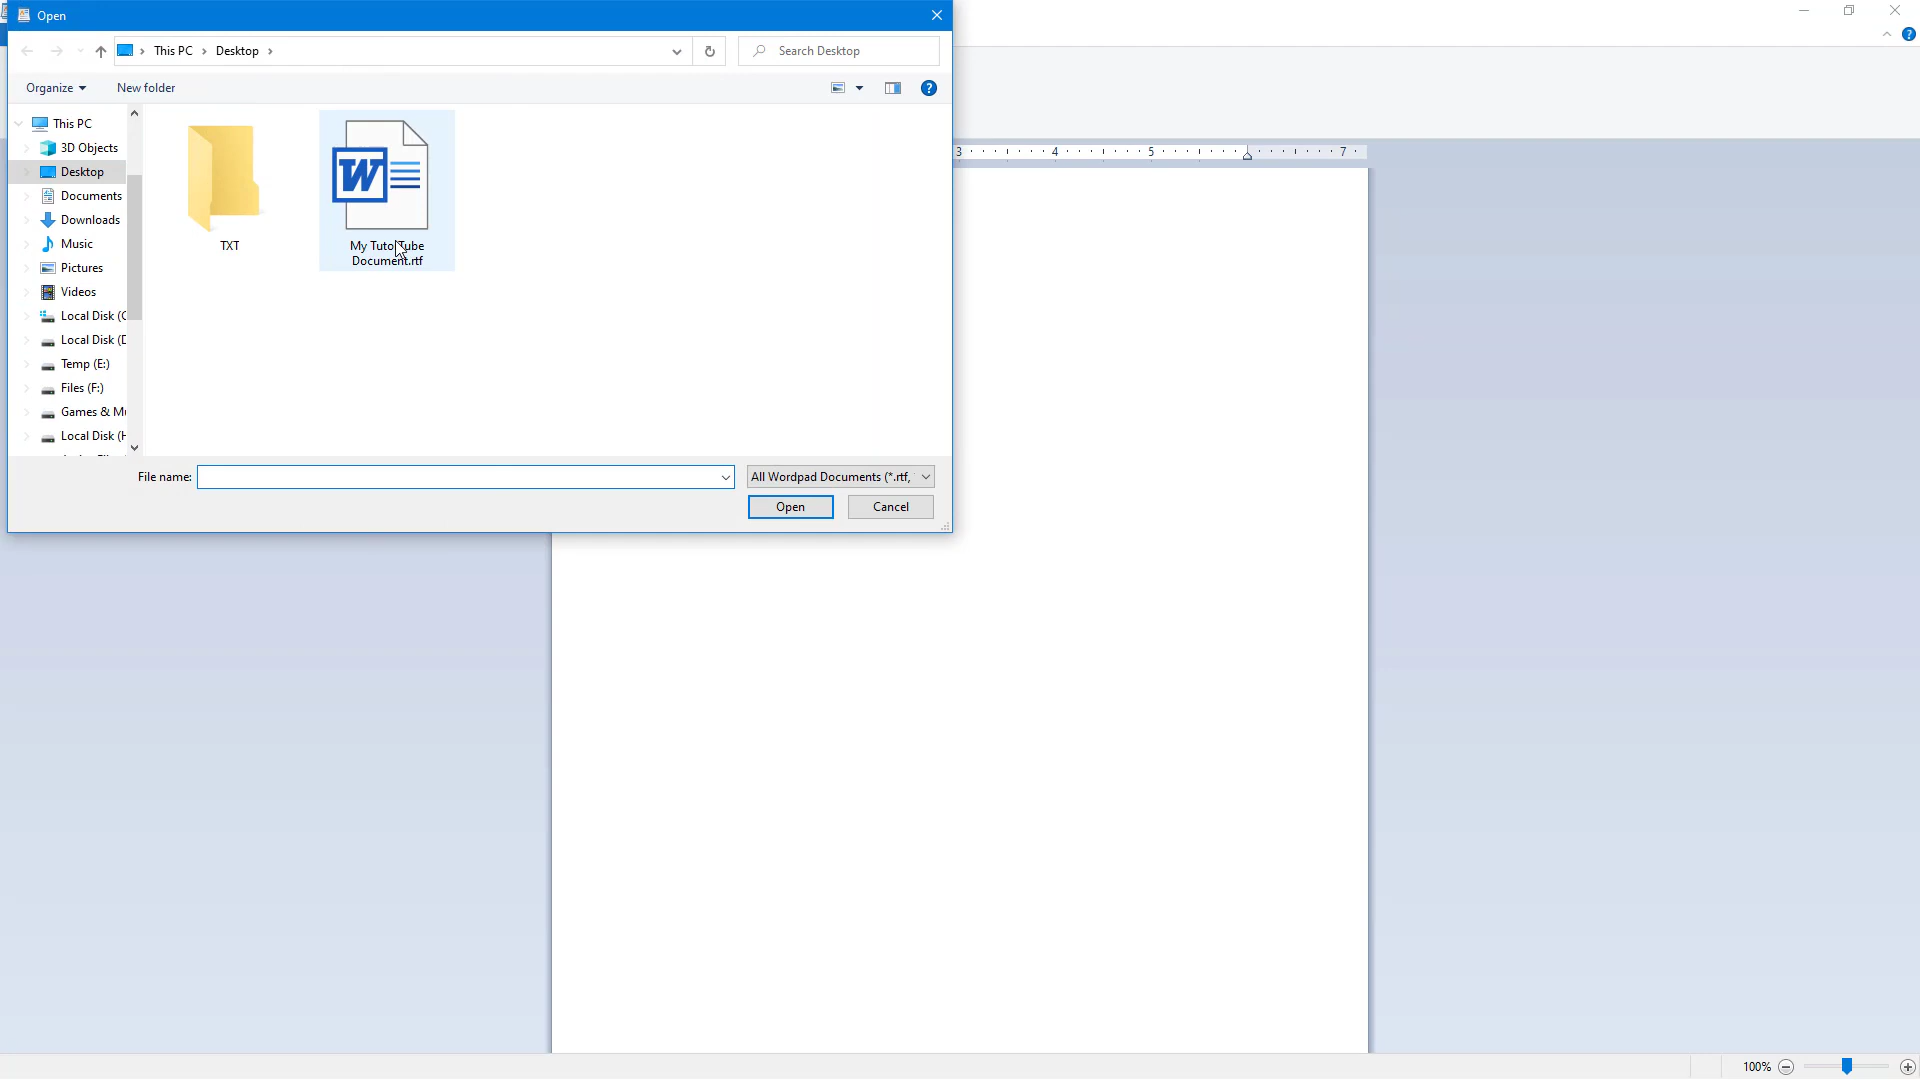 Open
This PC > Desktop >
Search Desktop
Organize
New folder
This PC
3D Objects
Desktop
Documents
Downloads
Music
Pictures
Videos
Local Disk (C
Local Disk (D
Temp (E:)
Files (F:)
Games & Mu
Local Disk (H
TXT
W
My TutorTube
Document.rtf
3 4 5 7
File name:
All Wordpad Documents (*.rtf,
Open
Cancel
100%